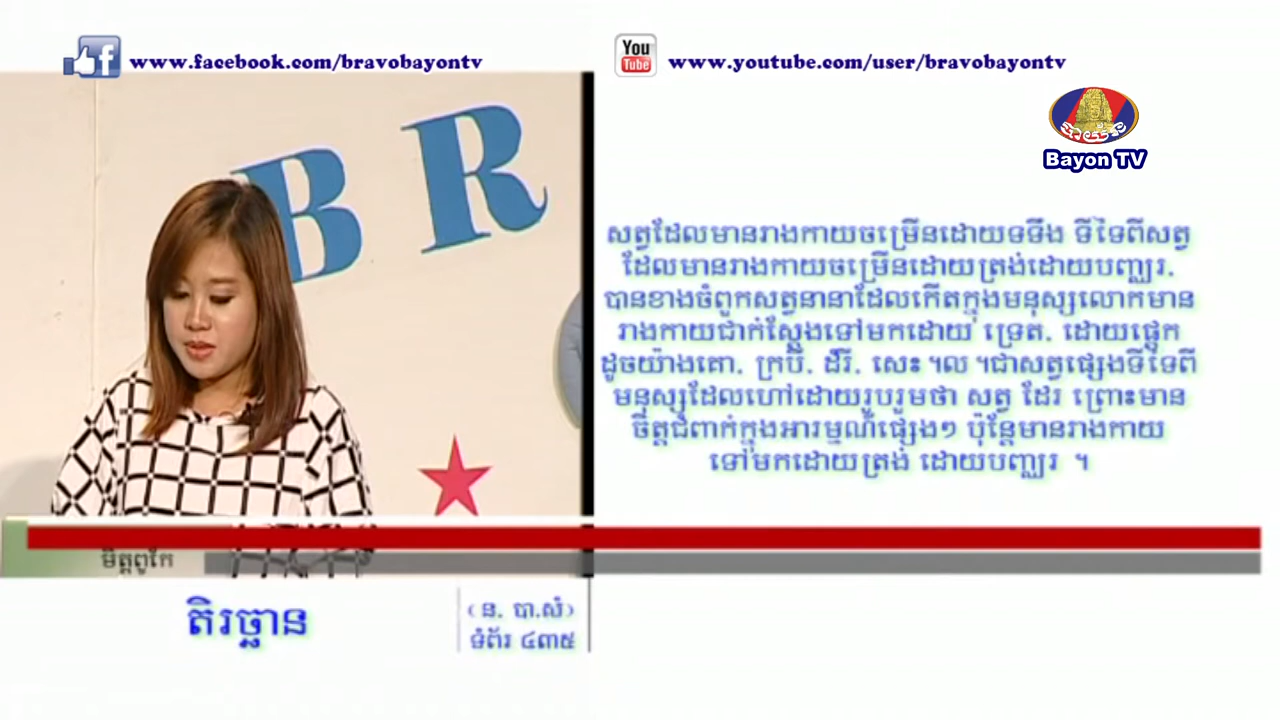 www.facebook.com/bravobayontv
You
Tube
www.youtube.com/user/bravobayontv
បាយ័ន
Bayon TV
B R
សត្វដែលមានរាងកាយចម្រើនដោយទទឹង ទីទៃពីសត្វ
ដែលមានរាងកាយចម្រើនដោយត្រង់ដោយបញ្ឈរ.
បានខាងចំពូកសត្វនានាដែលកើតក្នុងមនុស្សលោកមាន
រាងកាយជាក់ស្ដែងទៅមកដោយ ទ្រេត. ដោយផ្ដេក
ដូចយ៉ាងគោ. ក្របី. ដំរី. សេះ ។ល ។ជាសត្វផ្សេងទីទៃពី
មនុស្សដែលហៅដោយរួបរួមថា សត្វ ដែរ ព្រោះមាន
ចិត្តជំពាក់ក្នុងអារម្មណ៍ផ្សេងៗ ប៉ុន្តែមានរាងកាយ
ទៅមកដោយត្រង់ ដោយបញ្ឈរ ។
មិត្តពូកែ
តិរច្ឆាន
(ន. បា.សំ)
ទំព័រ ៤៣៥